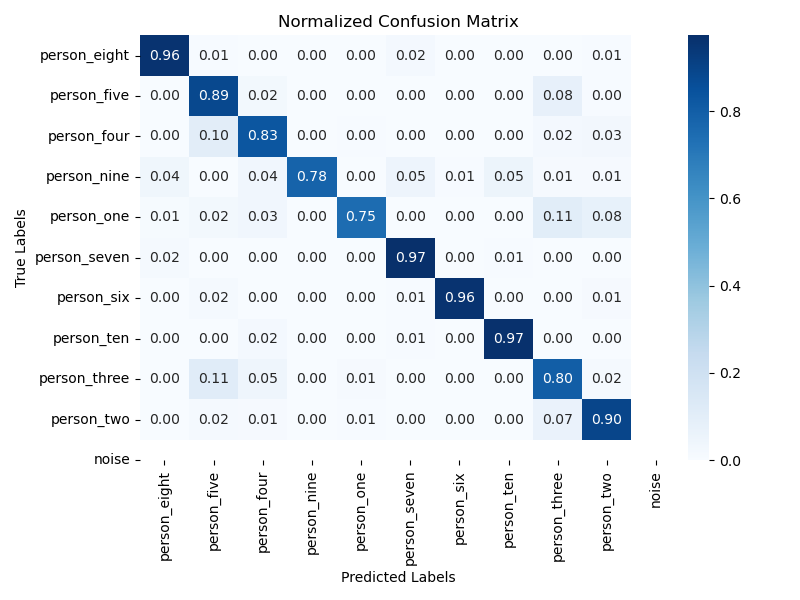 Normalized Confusion Matrix
True Labels
person_eight 0.96 0.01 0.00 0.00 0.00 0.02 0.00 0.00 0.00 0.01
person_five 0.00 0.89 0.02 0.00 0.00 0.00 0.00 0.00 0.08 0.00
person_four 0.00 0.10 0.83 0.00 0.00 0.00 0.00 0.00 0.02 0.03
person_nine 0.04 0.00 0.04 0.78 0.00 0.05 0.01 0.05 0.01 0.01
person_one 0.01 0.02 0.03 0.00 0.75 0.00 0.00 0.00 0.11 0.08
person_seven 0.02 0.00 0.00 0.00 0.00 0.97 0.00 0.01 0.00 0.00
person_six 0.00 0.02 0.00 0.00 0.00 0.01 0.96 0.00 0.00 0.01
person_ten 0.00 0.00 0.02 0.00 0.00 0.01 0.00 0.97 0.00 0.00
person_three 0.00 0.11 0.05 0.00 0.01 0.00 0.00 0.00 0.80 0.02
person_two 0.00 0.02 0.01 0.00 0.01 0.00 0.00 0.00 0.07 0.90
noise
person_eight person_five person_four person_nine person_one person_seven person_six person_ten person_three person_two noise
Predicted Labels
0.8
0.6
0.4
0.2
0.0